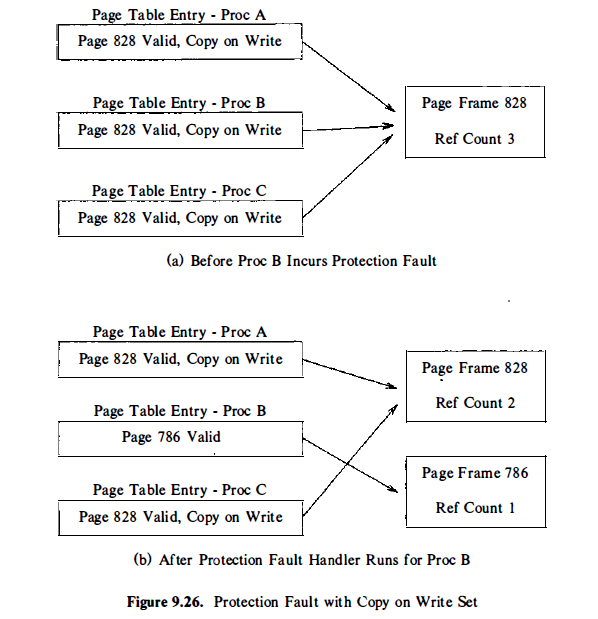 Page Table Entry - Proc A
Page 828 Valid, Copy on Write
Page Table Entry - Proc B
Page 828 Valid, Copy on Write
Page Table Entry - Proc C
Page 828 Valid, Copy on Write
Page Frame 828
Ref Count 3
(a) Before Proc B Incurs Protection Fault
Page Table Entry - Proc A
Page 828 Valid, Copy on Write
Page Table Entry - Proc B
Page 786 Valid
Page Table Entry - Proc C
Page 828 Valid, Copy on Write
Page Frame 828
Ref Count 2
Page Frame 786
Ref Count 1
(b) After Protection Fault Handler Runs for Proc B
Figure 9.26. Protection Fault with Copy on Write Set